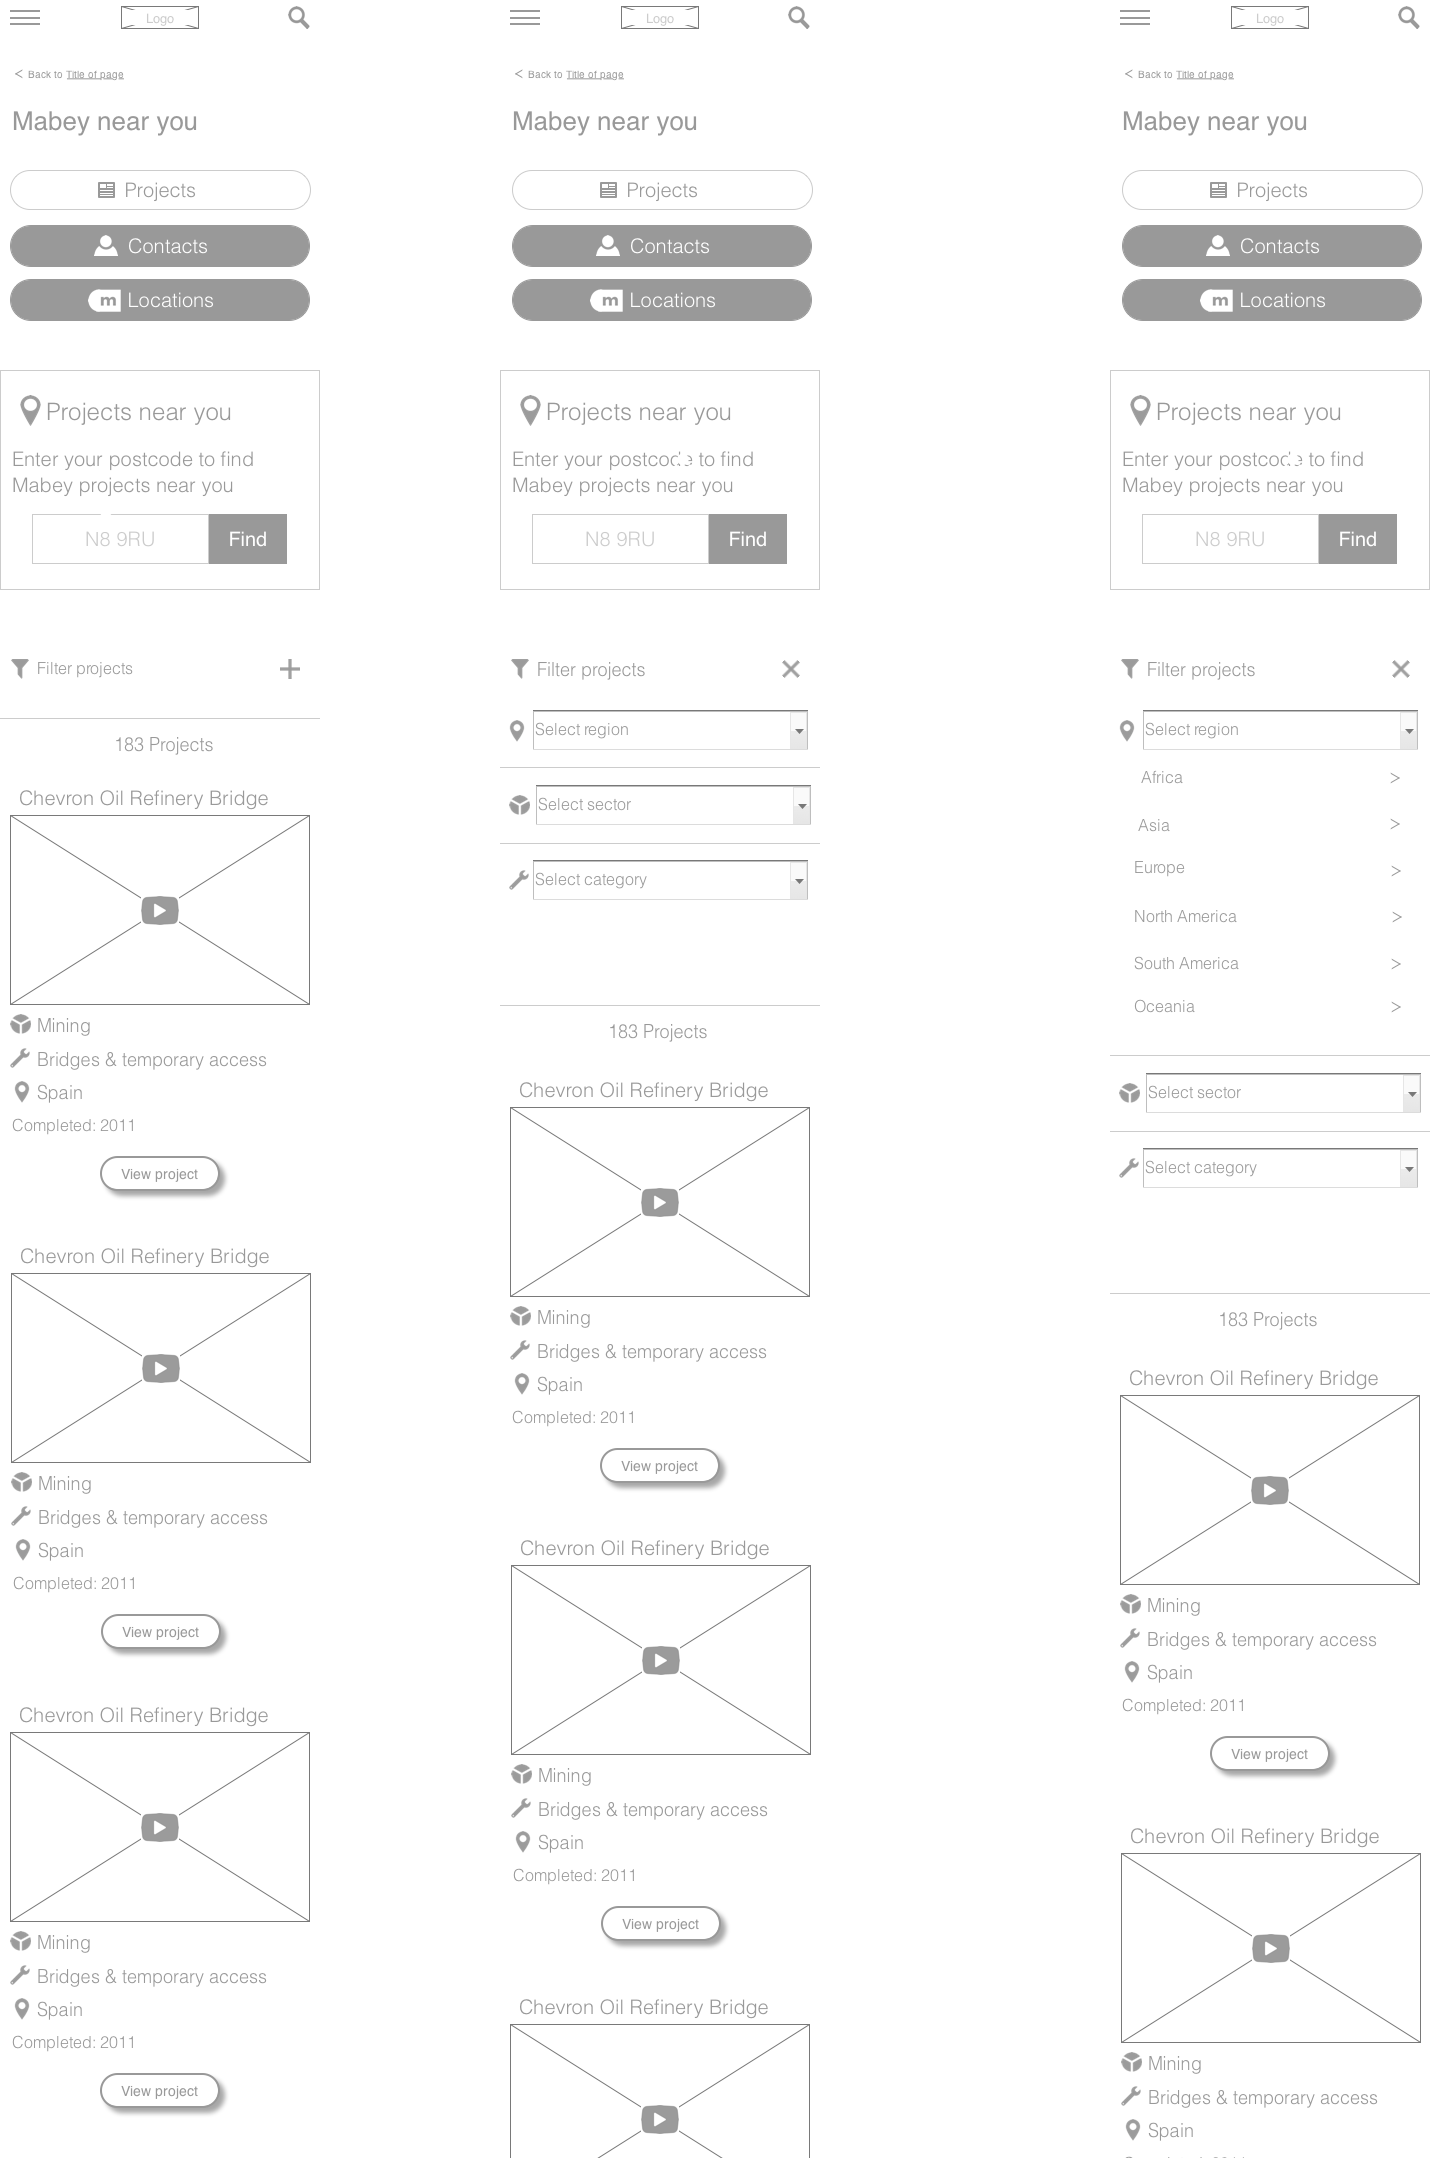 Logo
< Back to Title of page
Mabey near you
Projects
Contacts
m Locations
Projects near you
Enter your postcode to find
Mabey projects near you
N8 9RU Find
Filter projects
183 Projects
Chevron Oil Refinery Bridge
Mining
Bridges & temporary access
Spain
Completed: 2011
View project
Chevron Oil Refinery Bridge
Mining
Bridges & temporary access
Spain
Completed: 2011
View project
Chevron Oil Refinery Bridge
Mining
Bridges & temporary access
Spain
Completed: 2011
View project
Logo
< Back to Title of page
Mabey near you
Projects
Contacts
m Locations
Projects near you
Enter your postcode to find
Mabey projects near you
N8 9RU Find
Filter projects
Select region
Select sector
Select category
183 Projects
Chevron Oil Refinery Bridge
Mining
Bridges & temporary access
Spain
Completed: 2011
View project
Chevron Oil Refinery Bridge
Mining
Bridges & temporary access
Spain
Completed: 2011
View project
Chevron Oil Refinery Bridge
Logo
< Back to Title of page
Mabey near you
Projects
Contacts
m Locations
Projects near you
Enter your postcode to find
Mabey projects near you
N8 9RU Find
Filter projects
Select region
Africa >
Asia >
Europe >
North America >
South America >
Oceania >
Select sector
Select category
183 Projects
Chevron Oil Refinery Bridge
Mining
Bridges & temporary access
Spain
Completed: 2011
View project
Chevron Oil Refinery Bridge
Mining
Bridges & temporary access
Spain